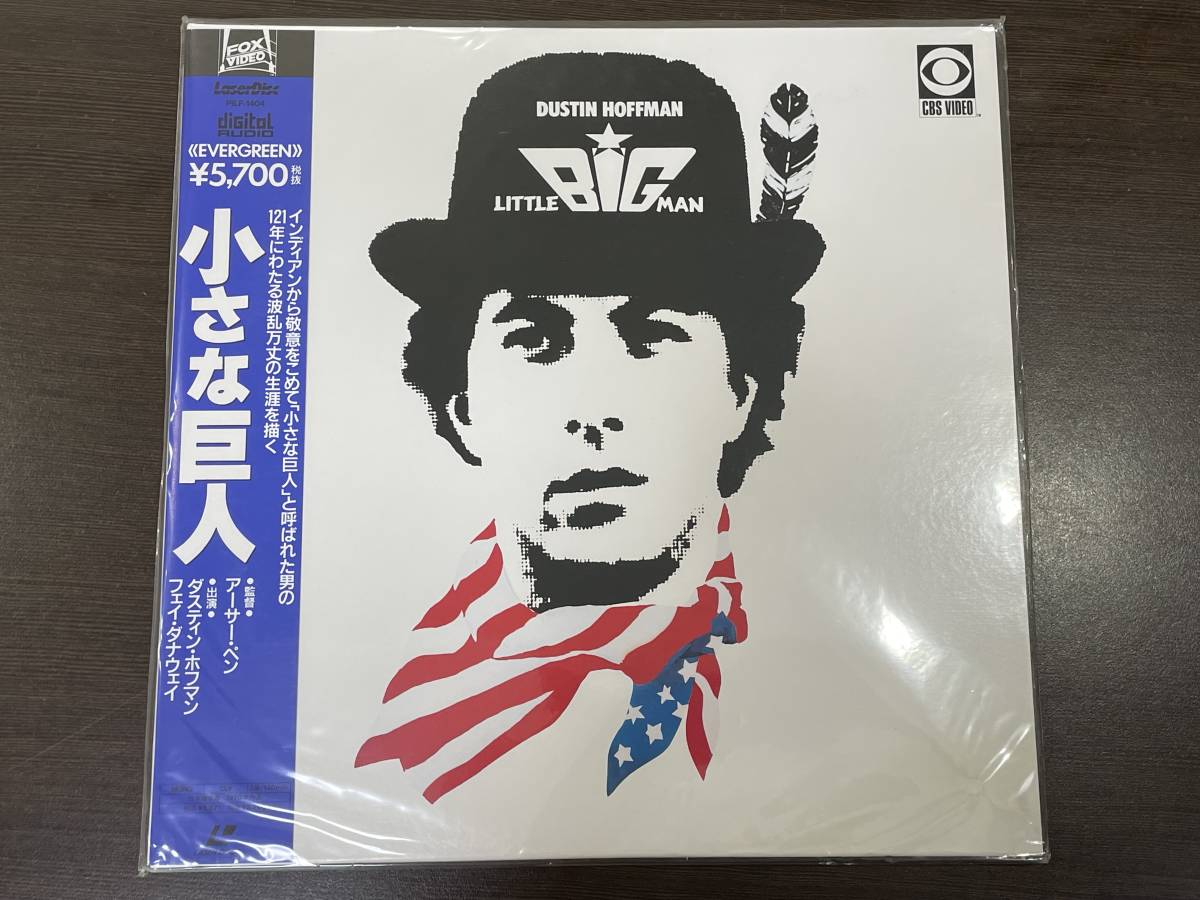 FOX
VIDEO
LaserDisc
PILF-1404
digital
AUDIO
《EVERGREEN》
¥5,700税抜
インディアンから敬意をこめて「小さな巨人」と呼ばれた男の
121年にわたる波乱万丈の生涯を描く
小さな巨人
●監督●
アーサー・ペン
●出演●
ダスティン・ホフマン
フェイ・ダナウェイ
DUSTIN HOFFMAN
LITTLE BIG MAN
CBS VIDEO